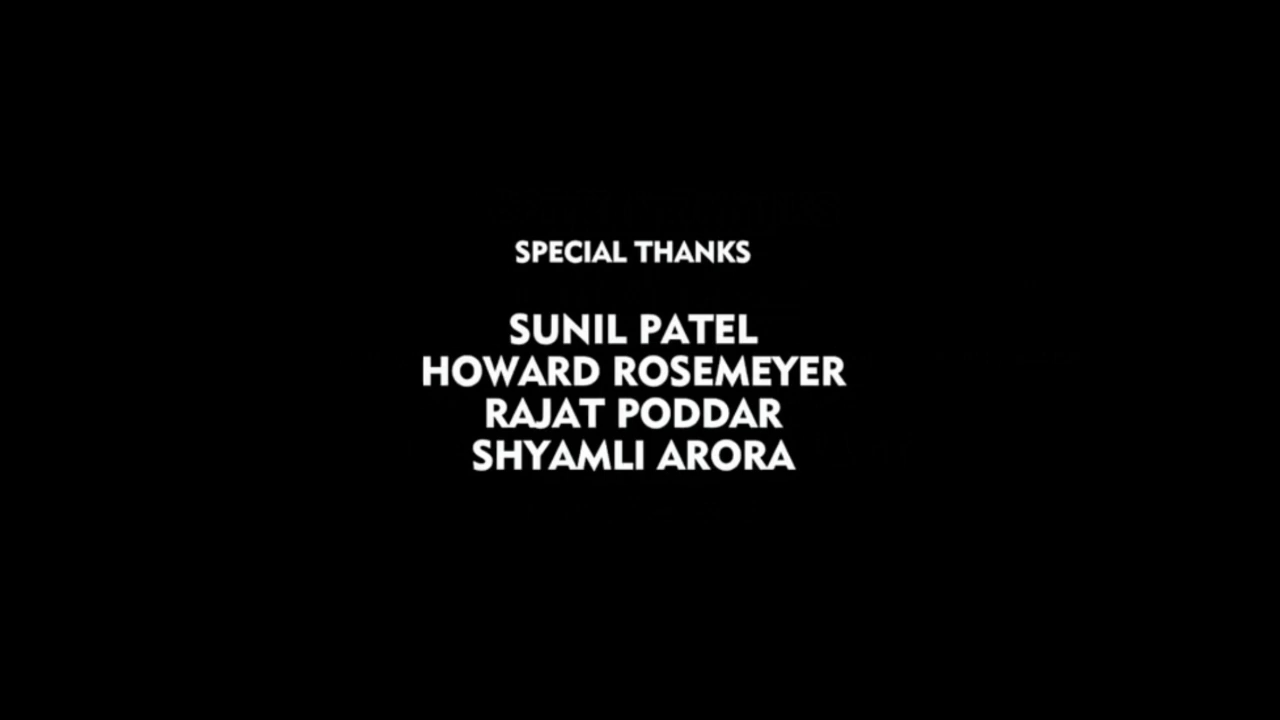 SPECIAL THANKS
SUNIL PATEL
HOWARD ROSEMEYER
RAJAT PODDAR
SHYAMLI ARORA